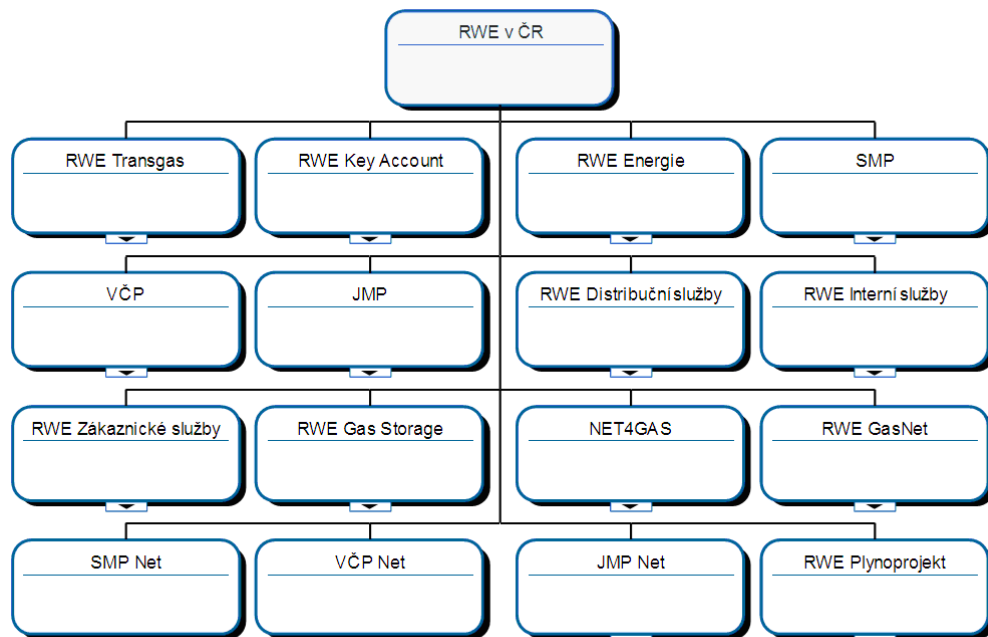 RWE v ČR
RWE Transgas
RWE Key Account
RWE Energie
SMP
VČP
JMP
RWE Distribuční služby
RWE Interní služby
RWE Zákaznické služby
RWE Gas Storage
NET4GAS
RWE GasNet
SMP Net
VČP Net
JMP Net
RWE Plynoprojekt